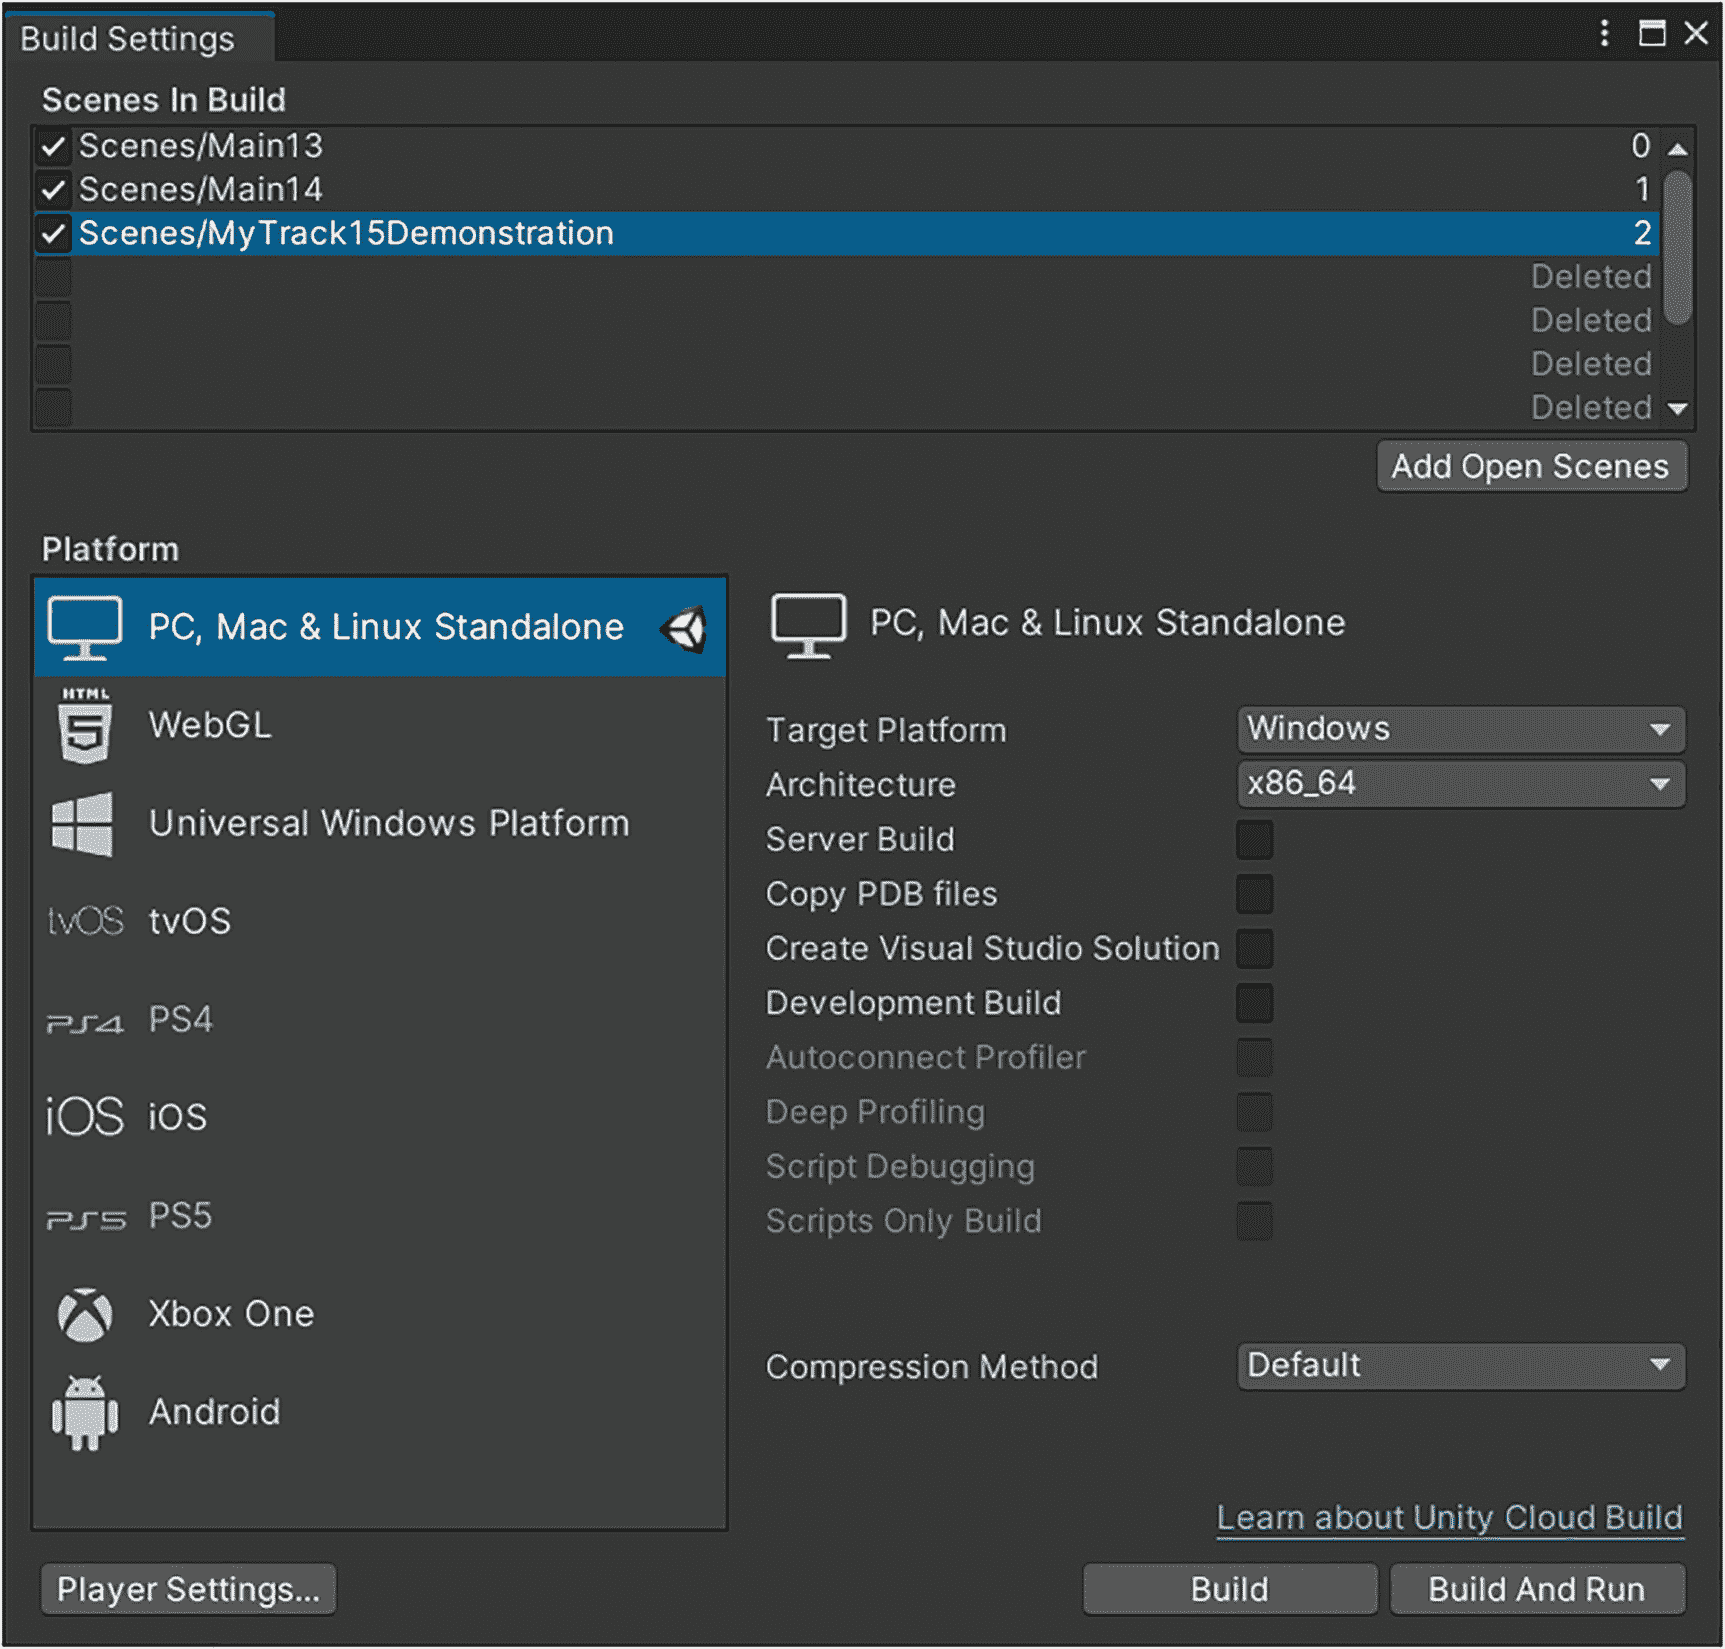 Build Settings
Scenes In Build
Scenes/Main13 0
Scenes/Main14 1
Scenes/MyTrack15Demonstration 2
Deleted
Deleted
Deleted
Deleted
Add Open Scenes
Platform
PC, Mac & Linux Standalone
HTML 5 WebGL
Universal Windows Platform
tvOS tvOS
PS4 PS4
iOS iOS
PS5 PS5
Xbox One
Android
PC, Mac & Linux Standalone
Target Platform Windows
Architecture x86_64
Server Build
Copy PDB files
Create Visual Studio Solution
Development Build
Autoconnect Profiler
Deep Profiling
Script Debugging
Scripts Only Build
Compression Method Default
Learn about Unity Cloud Build
Player Settings... Build Build And Run